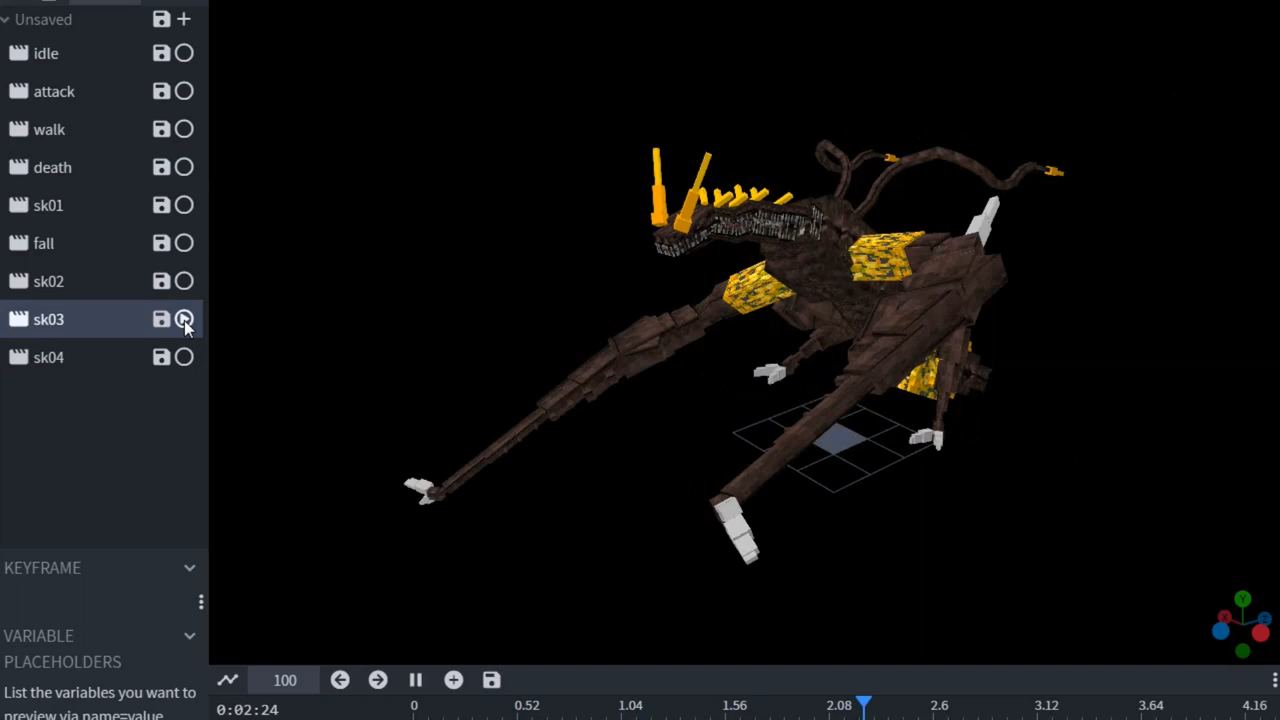 Unsaved
idle
attack
walk
death
sk01
fall
sk02
sk03
sk04
KEYFRAME
VARIABLE
PLACEHOLDERS
List the variables you want to
preview via name=value
100
0:02:24
0 0.52 1.04 1.56 2.08 2.6 3.12 3.64 4.16
Y
X
Z